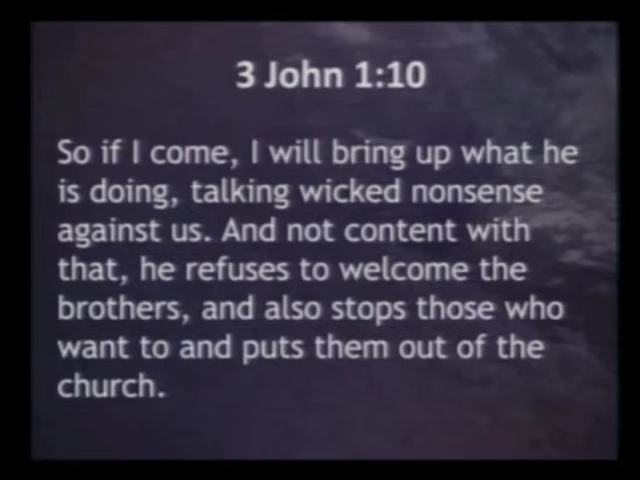 3 John 1:10
So if I come, I will bring up what he
is doing, talking wicked nonsense
against us. And not content with
that, he refuses to welcome the
brothers, and also stops those who
want to and puts them out of the
church.